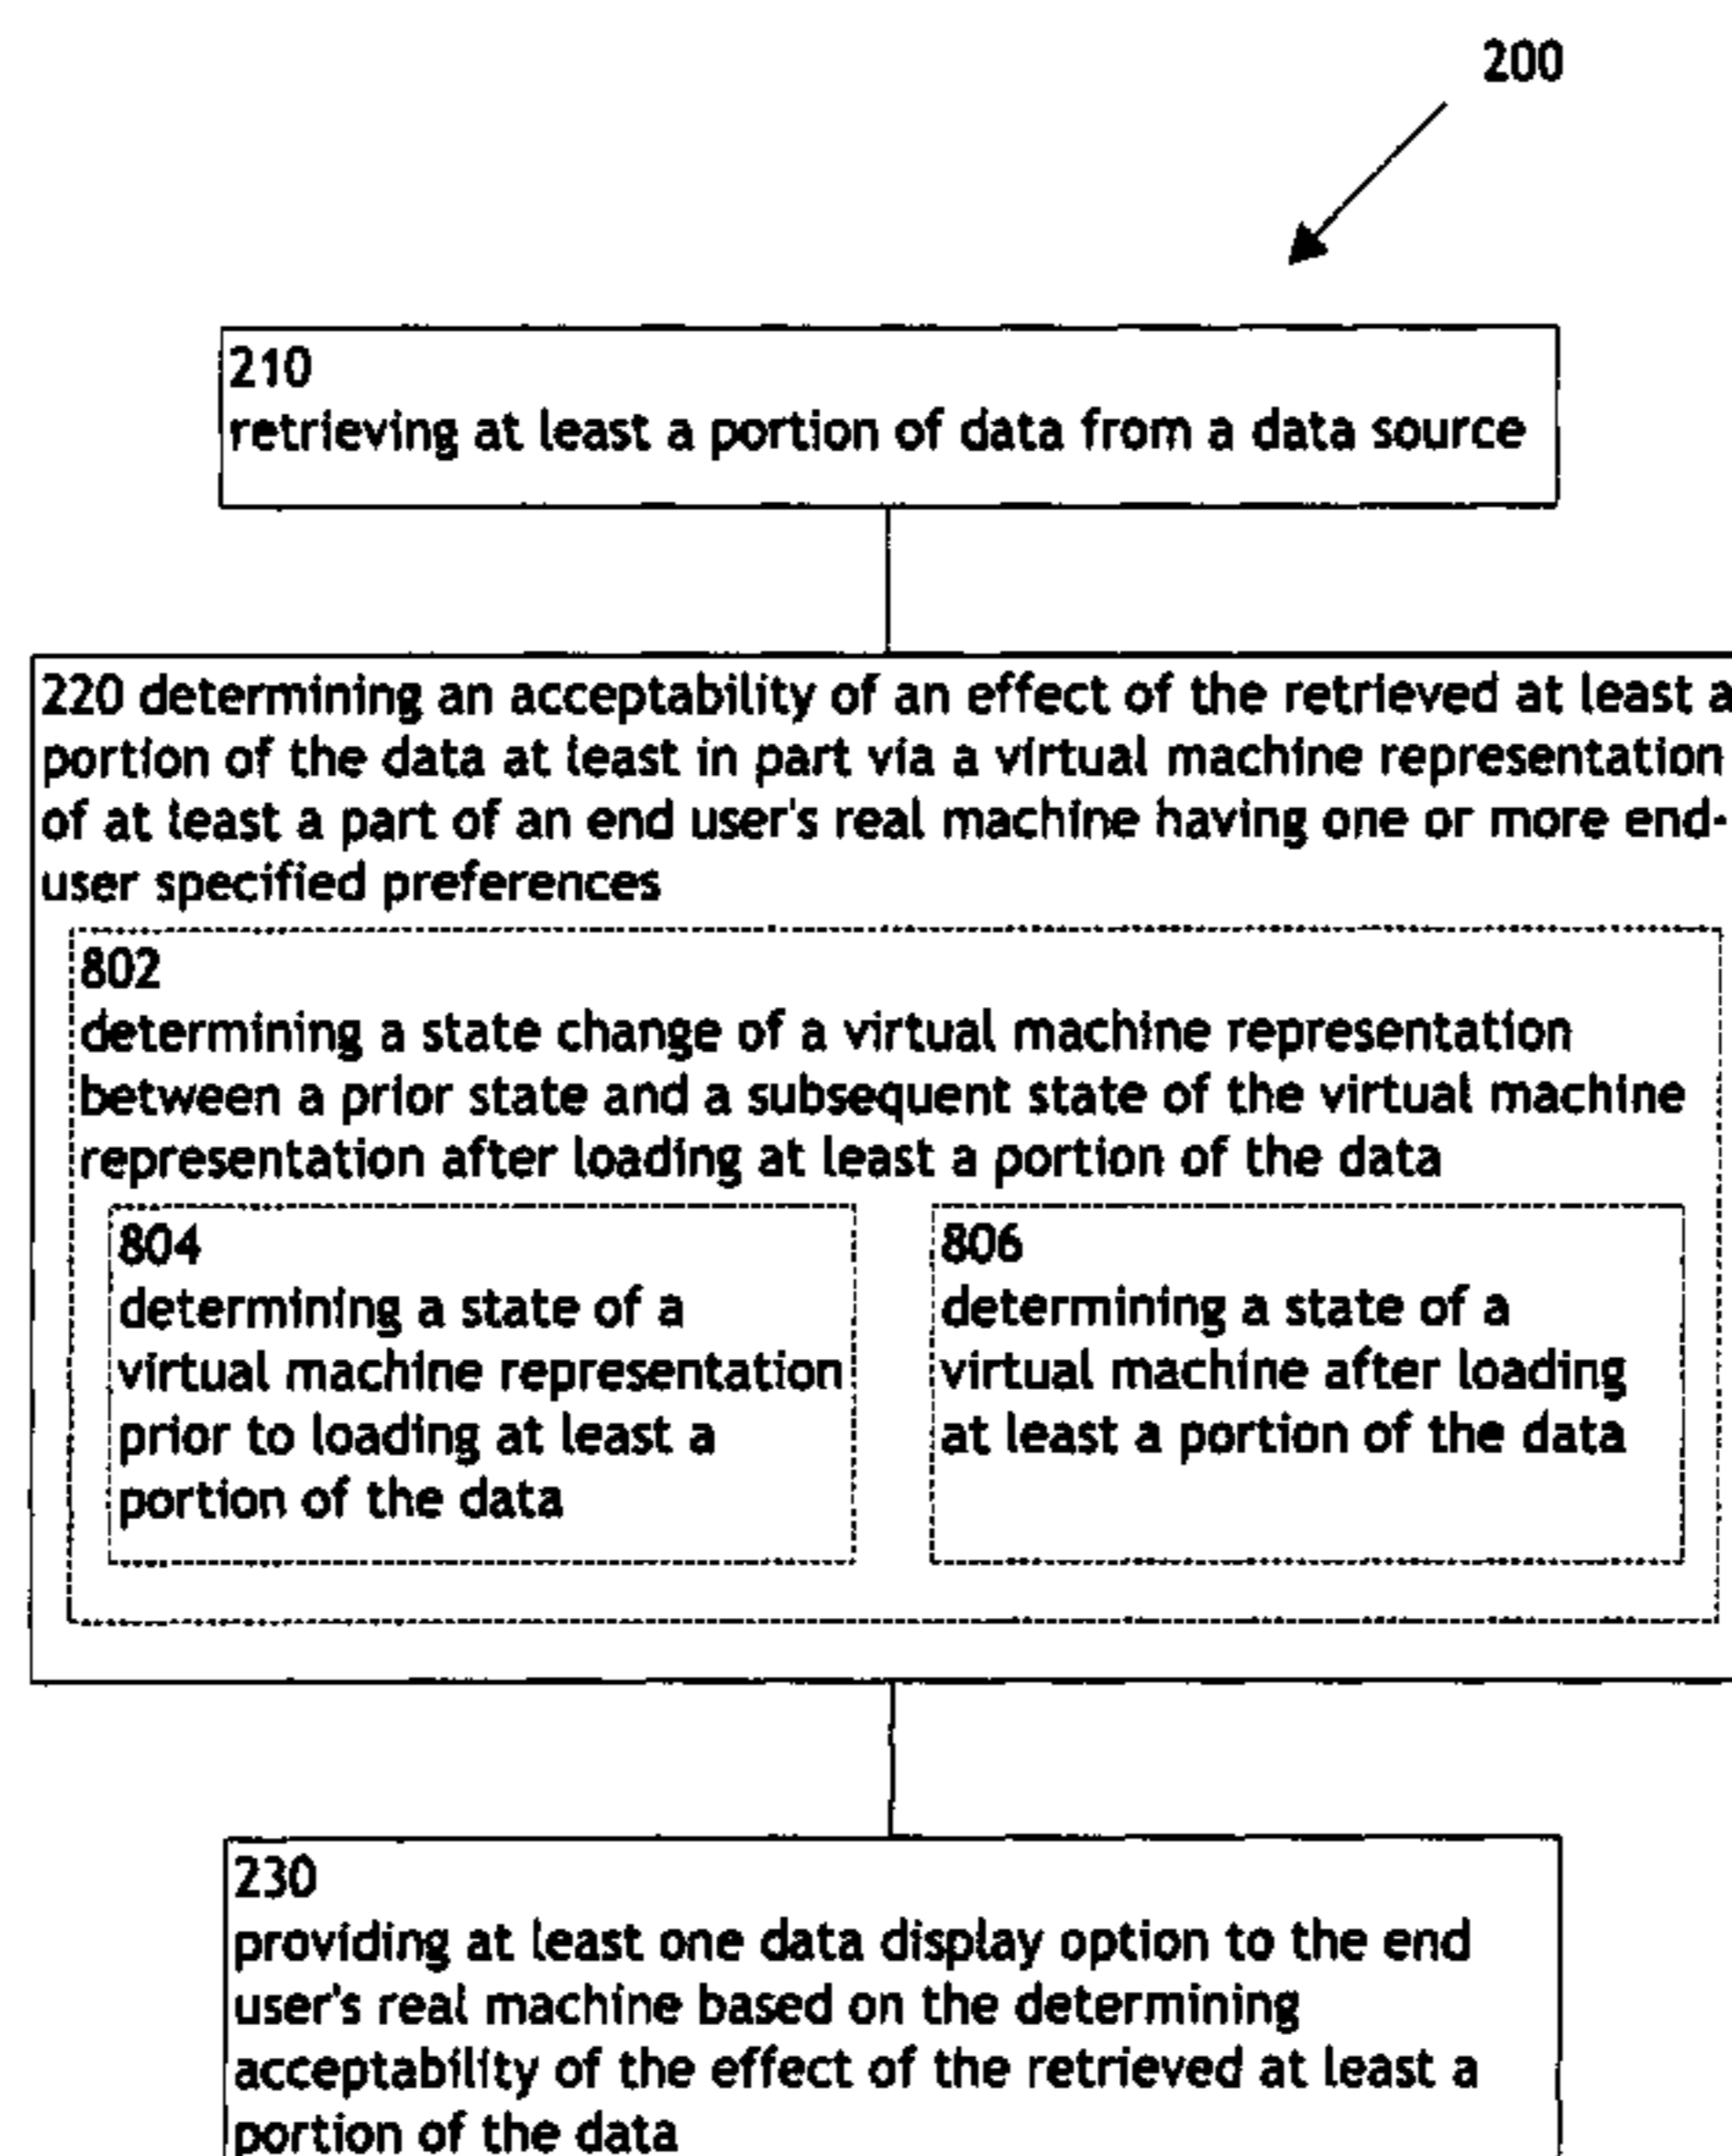 200
210
retrieving at least a portion of data from a data source
220 determining an acceptability of an effect of the retrieved at least a
portion of the data at least in part via a virtual machine representation
of at least a part of an end user's real machine having one or more end-
user specified preferences
802
determining a state change of a virtual machine representation
between a prior state and a subsequent state of the virtual machine
representation after loading at least a portion of the data
804
determining a state of a
virtual machine representation
prior to loading at least a
portion of the data
806
determining a state of a
virtual machine after loading
at least a portion of the data
230
providing at least one data display option to the end
user's real machine based on the determining
acceptability of the effect of the retrieved at least a
portion of the data